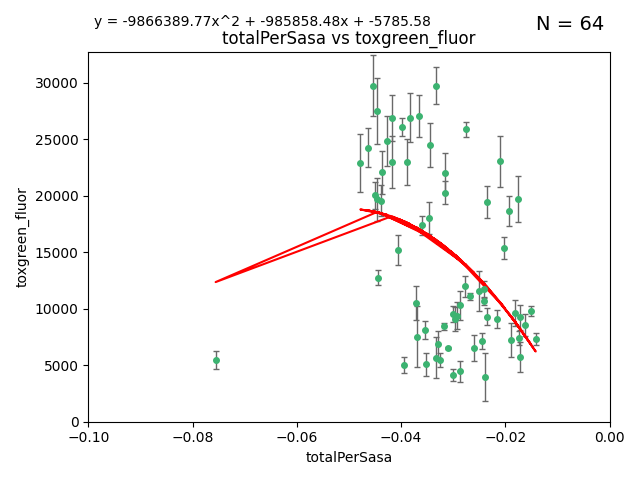 y = -9866389.77x^2 + -985858.48x + -5785.58
N = 64
totalPerSasa vs toxgreen_fluor
30000
25000
20000
15000
10000
5000
0
toxgreen_fluor
−0.10
−0.08
−0.06
−0.04
−0.02
0.00
totalPerSasa